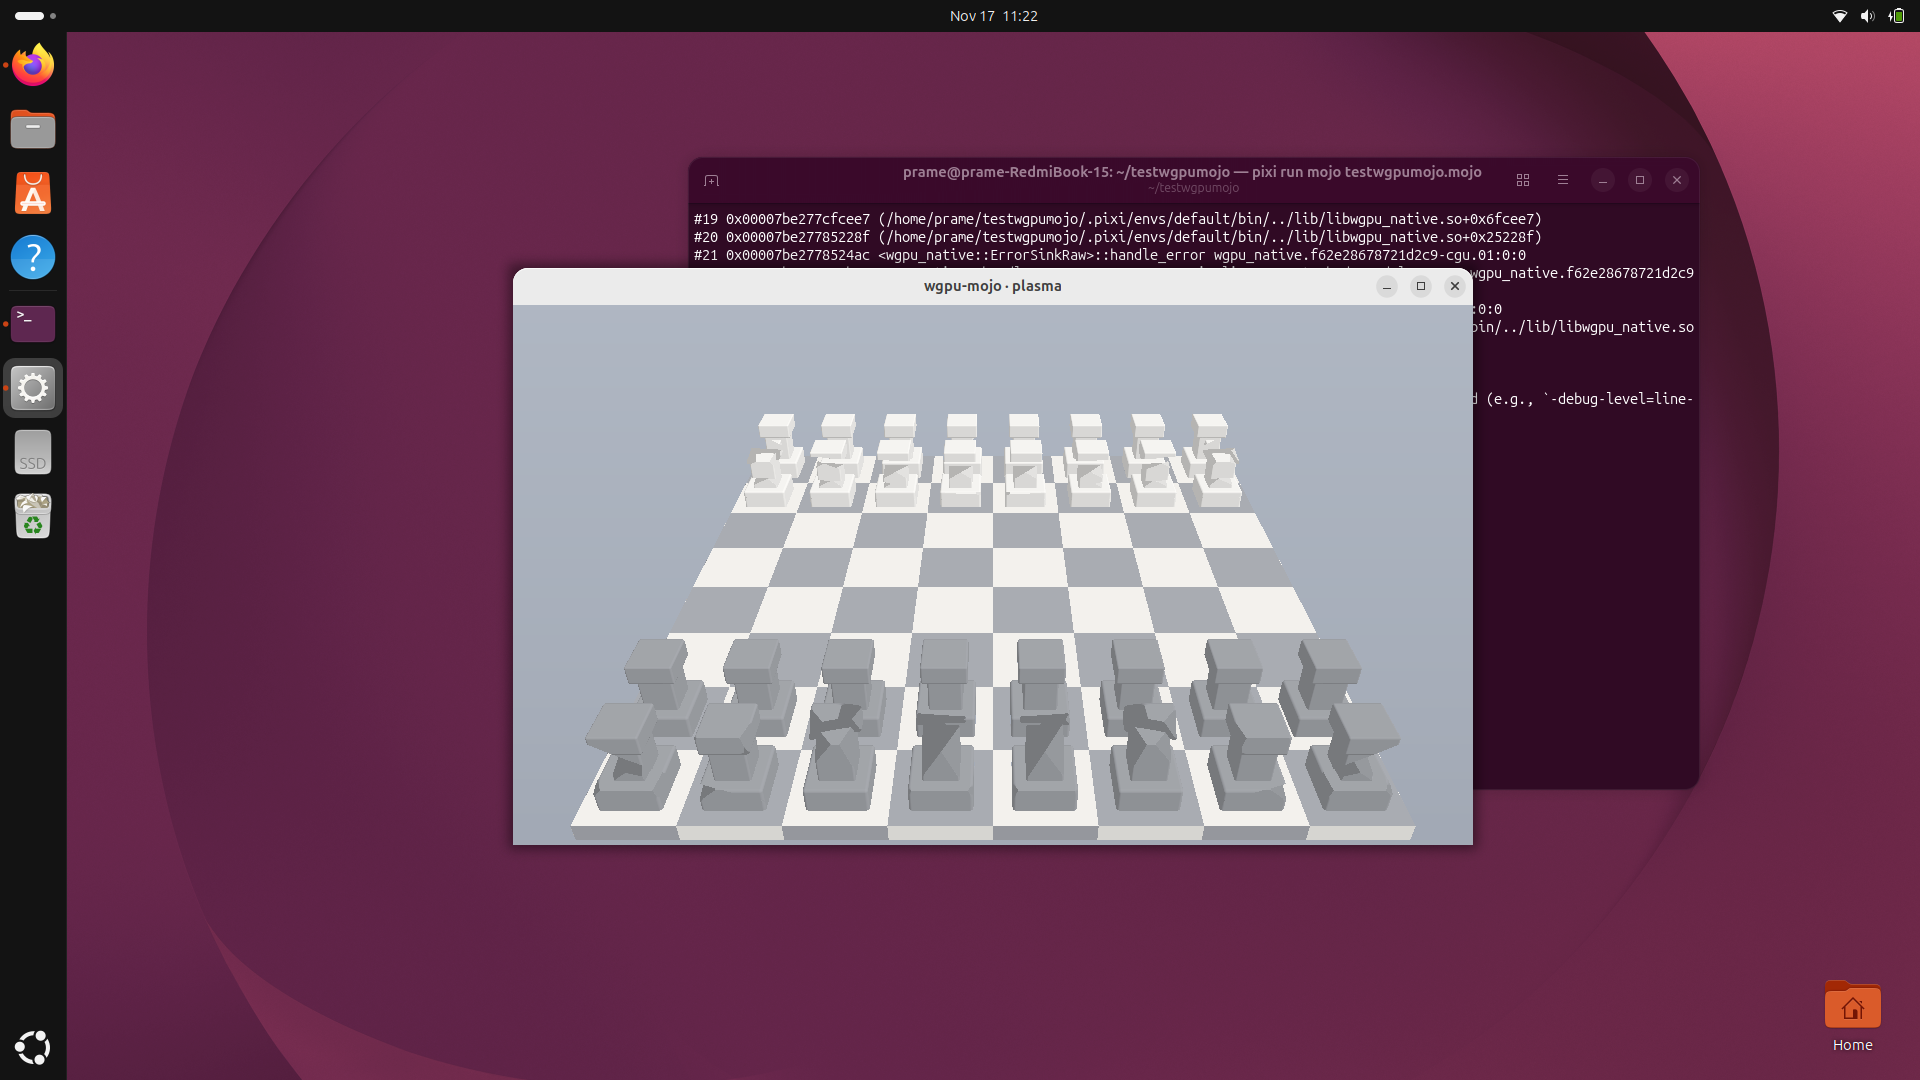 Nov 17 11:22
prame@prame-RedmiBook-15: ~/testwgpumojo — pixi run mojo testwgpumojo.mojo
~/testwgpumojo
#19 0x00007be277cfcee7 (/home/prame/testwgpumojo/.pixi/envs/default/bin/../lib/libwgpu_native.so+0x6fcee7)
#20 0x00007be27785228f (/home/prame/testwgpumojo/.pixi/envs/default/bin/../lib/libwgpu_native.so+0x25228f)
#21 0x00007be2778524ac <wgpu_native::ErrorSinkRaw>::handle_error wgpu_native.f62e28678721d2c9-cgu.01:0:0
wgpu_native.f62e28678721d2c9
:0:0
bin/../lib/libwgpu_native.so
d (e.g., `-debug-level=line-
wgpu-mojo · plasma
>_
?
SSD
Home